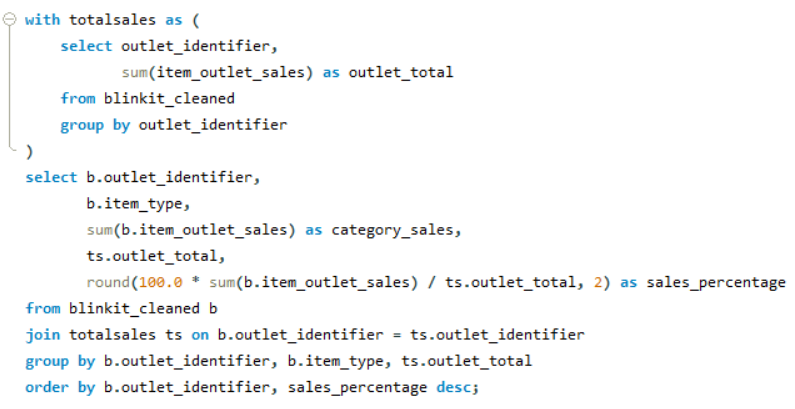 with totalsales as (
select outlet_identifier,
sum(item_outlet_sales) as outlet_total
from blinkit_cleaned
group by outlet_identifier
)
select b.outlet_identifier,
b.item_type,
sum(b.item_outlet_sales) as category_sales,
ts.outlet_total,
round(100.0 * sum(b.item_outlet_sales) / ts.outlet_total, 2) as sales_percentage
from blinkit_cleaned b
join totalsales ts on b.outlet_identifier = ts.outlet_identifier
group by b.outlet_identifier, b.item_type, ts.outlet_total
order by b.outlet_identifier, sales_percentage desc;